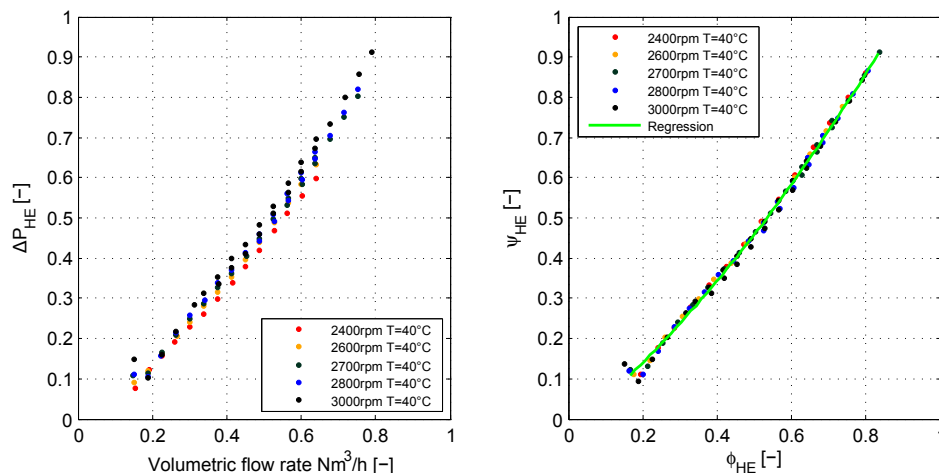 1
0.9
0.8
0.7
0.6
0.5
0.4
0.3
0.2
0.1
0
ΔP_HE [−]
0 0.2 0.4 0.6 0.8 1
Volumetric flow rate Nm³/h [−]
2400rpm T=40°C
2600rpm T=40°C
2700rpm T=40°C
2800rpm T=40°C
3000rpm T=40°C
1
0.9
0.8
0.7
0.6
0.5
0.4
0.3
0.2
0.1
0
ψ_HE [−]
2400rpm T=40°C
2600rpm T=40°C
2700rpm T=40°C
2800rpm T=40°C
3000rpm T=40°C
Regression
0 0.2 0.4 0.6 0.8 1
ϕ_HE [−]